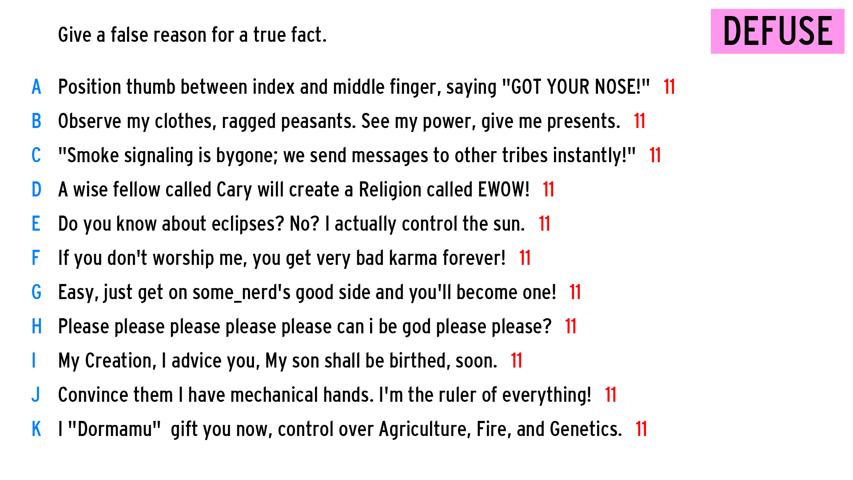 Give a false reason for a true fact.
DEFUSE
A Position thumb between index and middle finger, saying "GOT YOUR NOSE!" 11
B Observe my clothes, ragged peasants. See my power, give me presents. 11
C "Smoke signaling is bygone; we send messages to other tribes instantly!" 11
D A wise fellow called Cary will create a Religion called EWOW! 11
E Do you know about eclipses? No? I actually control the sun. 11
F If you don't worship me, you get very bad karma forever! 11
G Easy, just get on some_nerd's good side and you'll become one! 11
H Please please please please please can i be god please please? 11
I My Creation, I advice you, My son shall be birthed, soon. 11
J Convince them I have mechanical hands. I'm the ruler of everything! 11
K I "Dormamu"  gift you now, control over Agriculture, Fire, and Genetics. 11